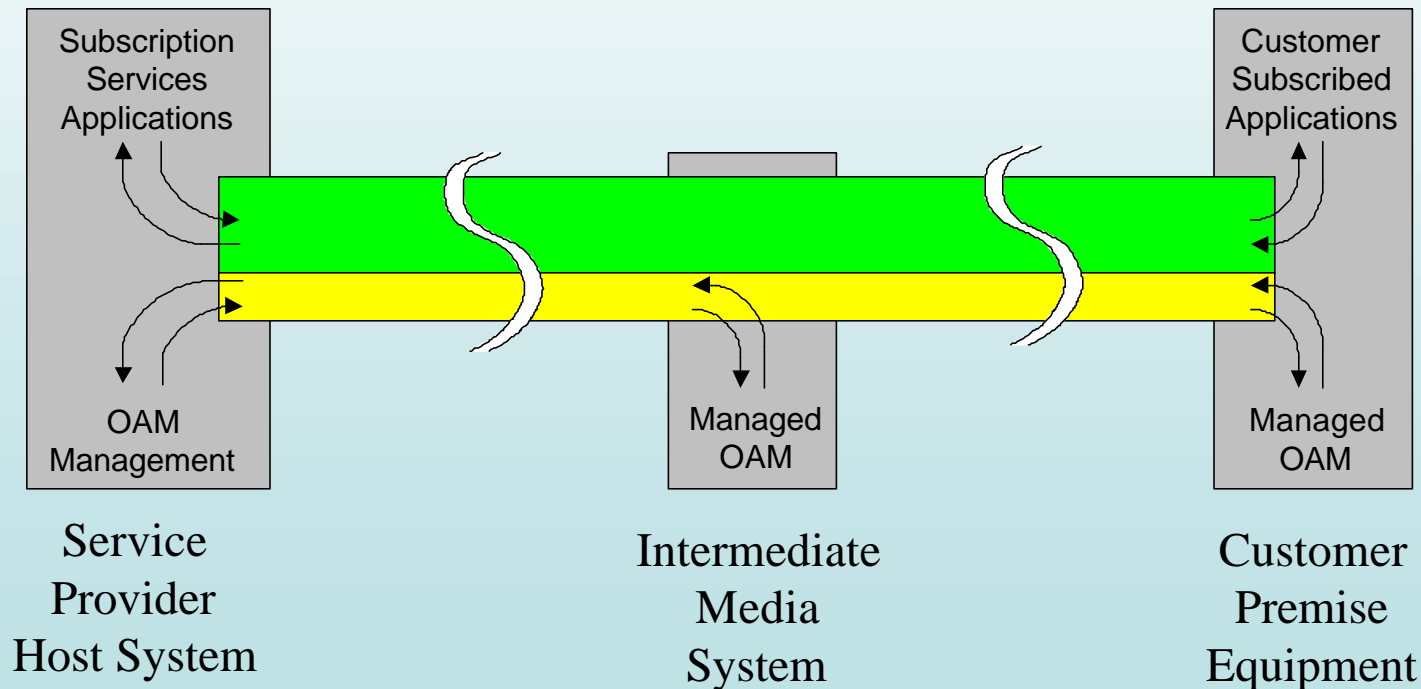 Subscription
Services
Applications
Customer
Subscribed
Applications
OAM
Management
Managed
OAM
Managed
OAM
Service
Provider
Host System
Intermediate
Media
System
Customer
Premise
Equipment